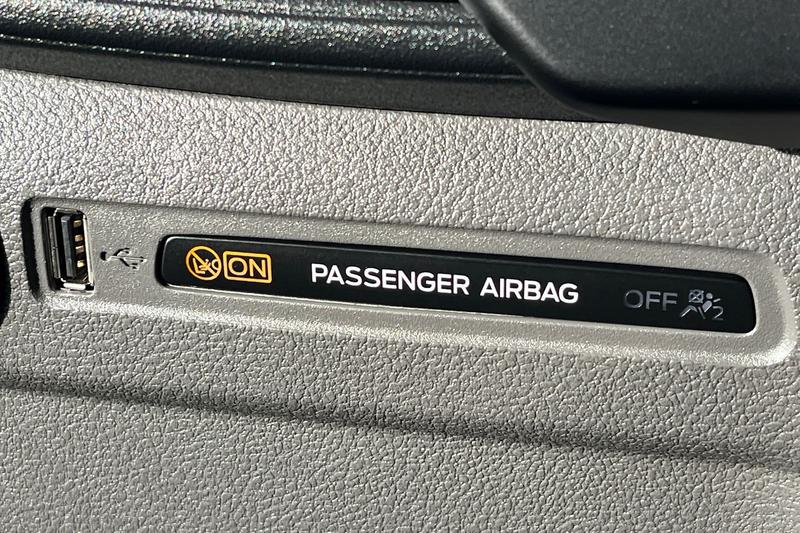 ON PASSENGER AIRBAG OFF 2